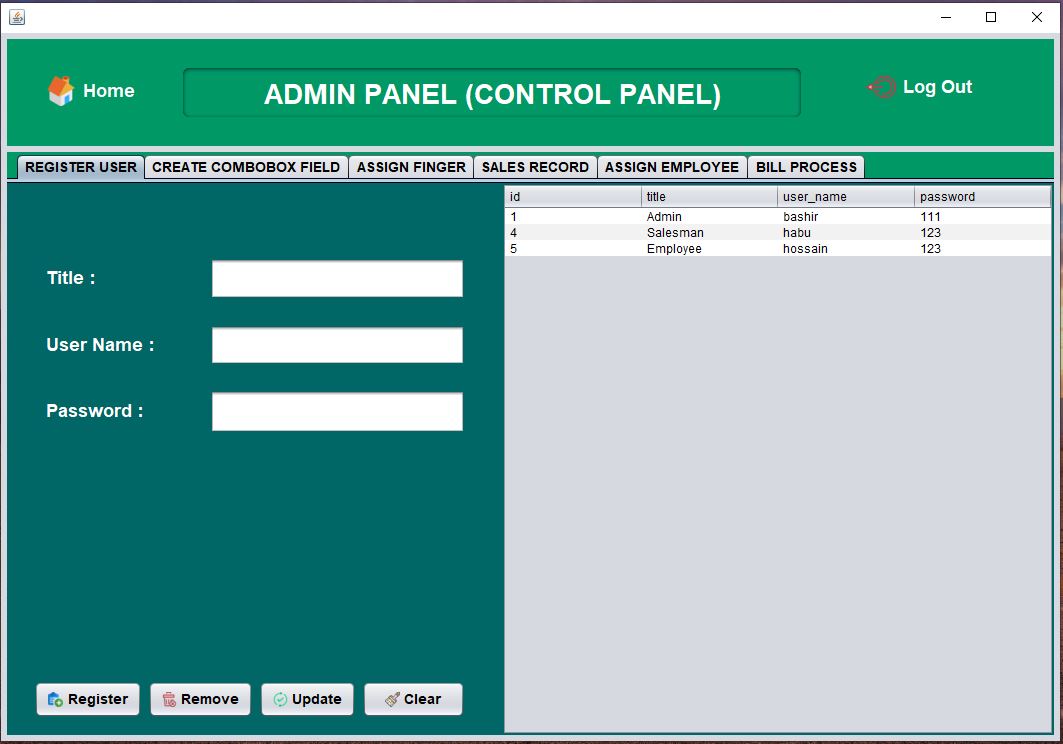 Home
ADMIN PANEL (CONTROL PANEL)
Log Out
REGISTER USER CREATE COMBOBOX FIELD ASSIGN FINGER SALES RECORD ASSIGN EMPLOYEE BILL PROCESS
id title user_name password
1 Admin bashir 111
4 Salesman habu 123
5 Employee hossain 123
Title :
User Name :
Password :
Register Remove Update Clear